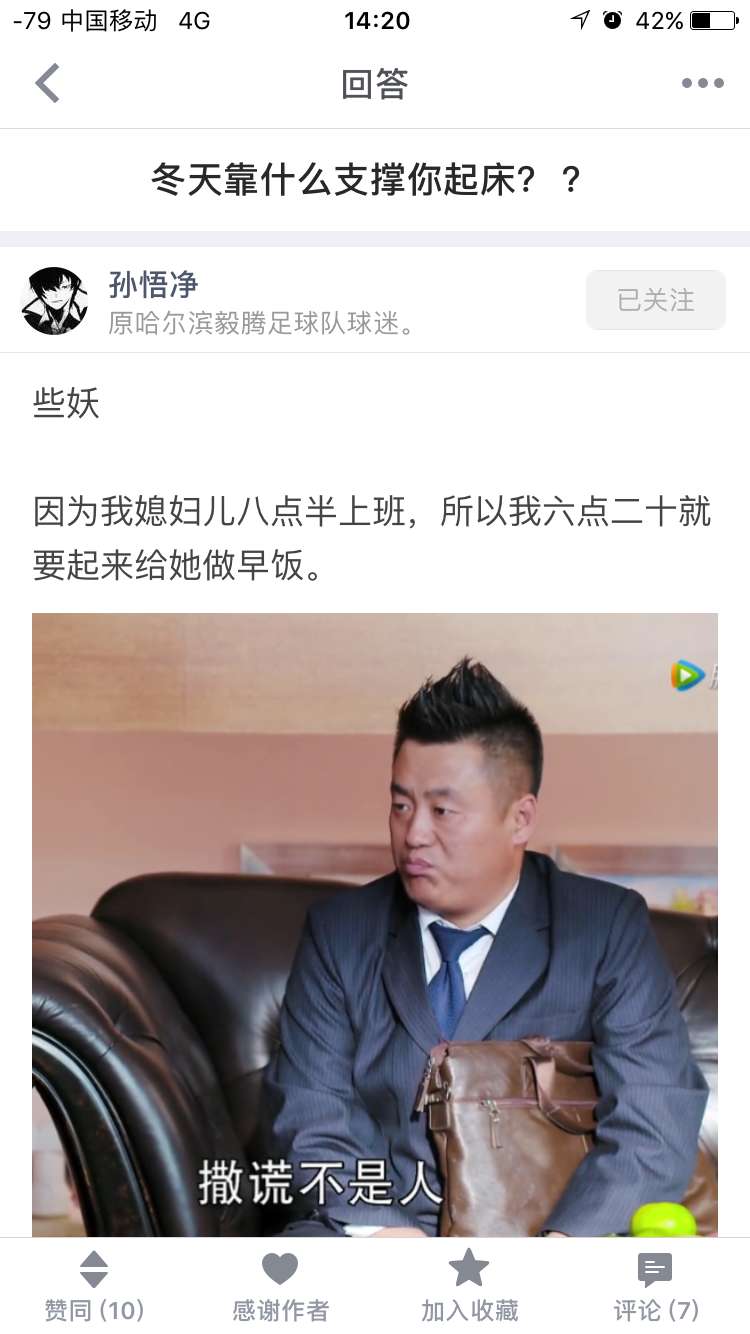 -79 中国移动 4G 14:20 42%
回答
冬天靠什么支撑你起床？？
孙悟净
已关注
原哈尔滨毅腾足球队球迷。
些妖
因为我媳妇儿八点半上班，所以我六点二十就
要起来给她做早饭。
撒谎不是人
赞同 (10) 感谢作者 加入收藏 评论 (7)